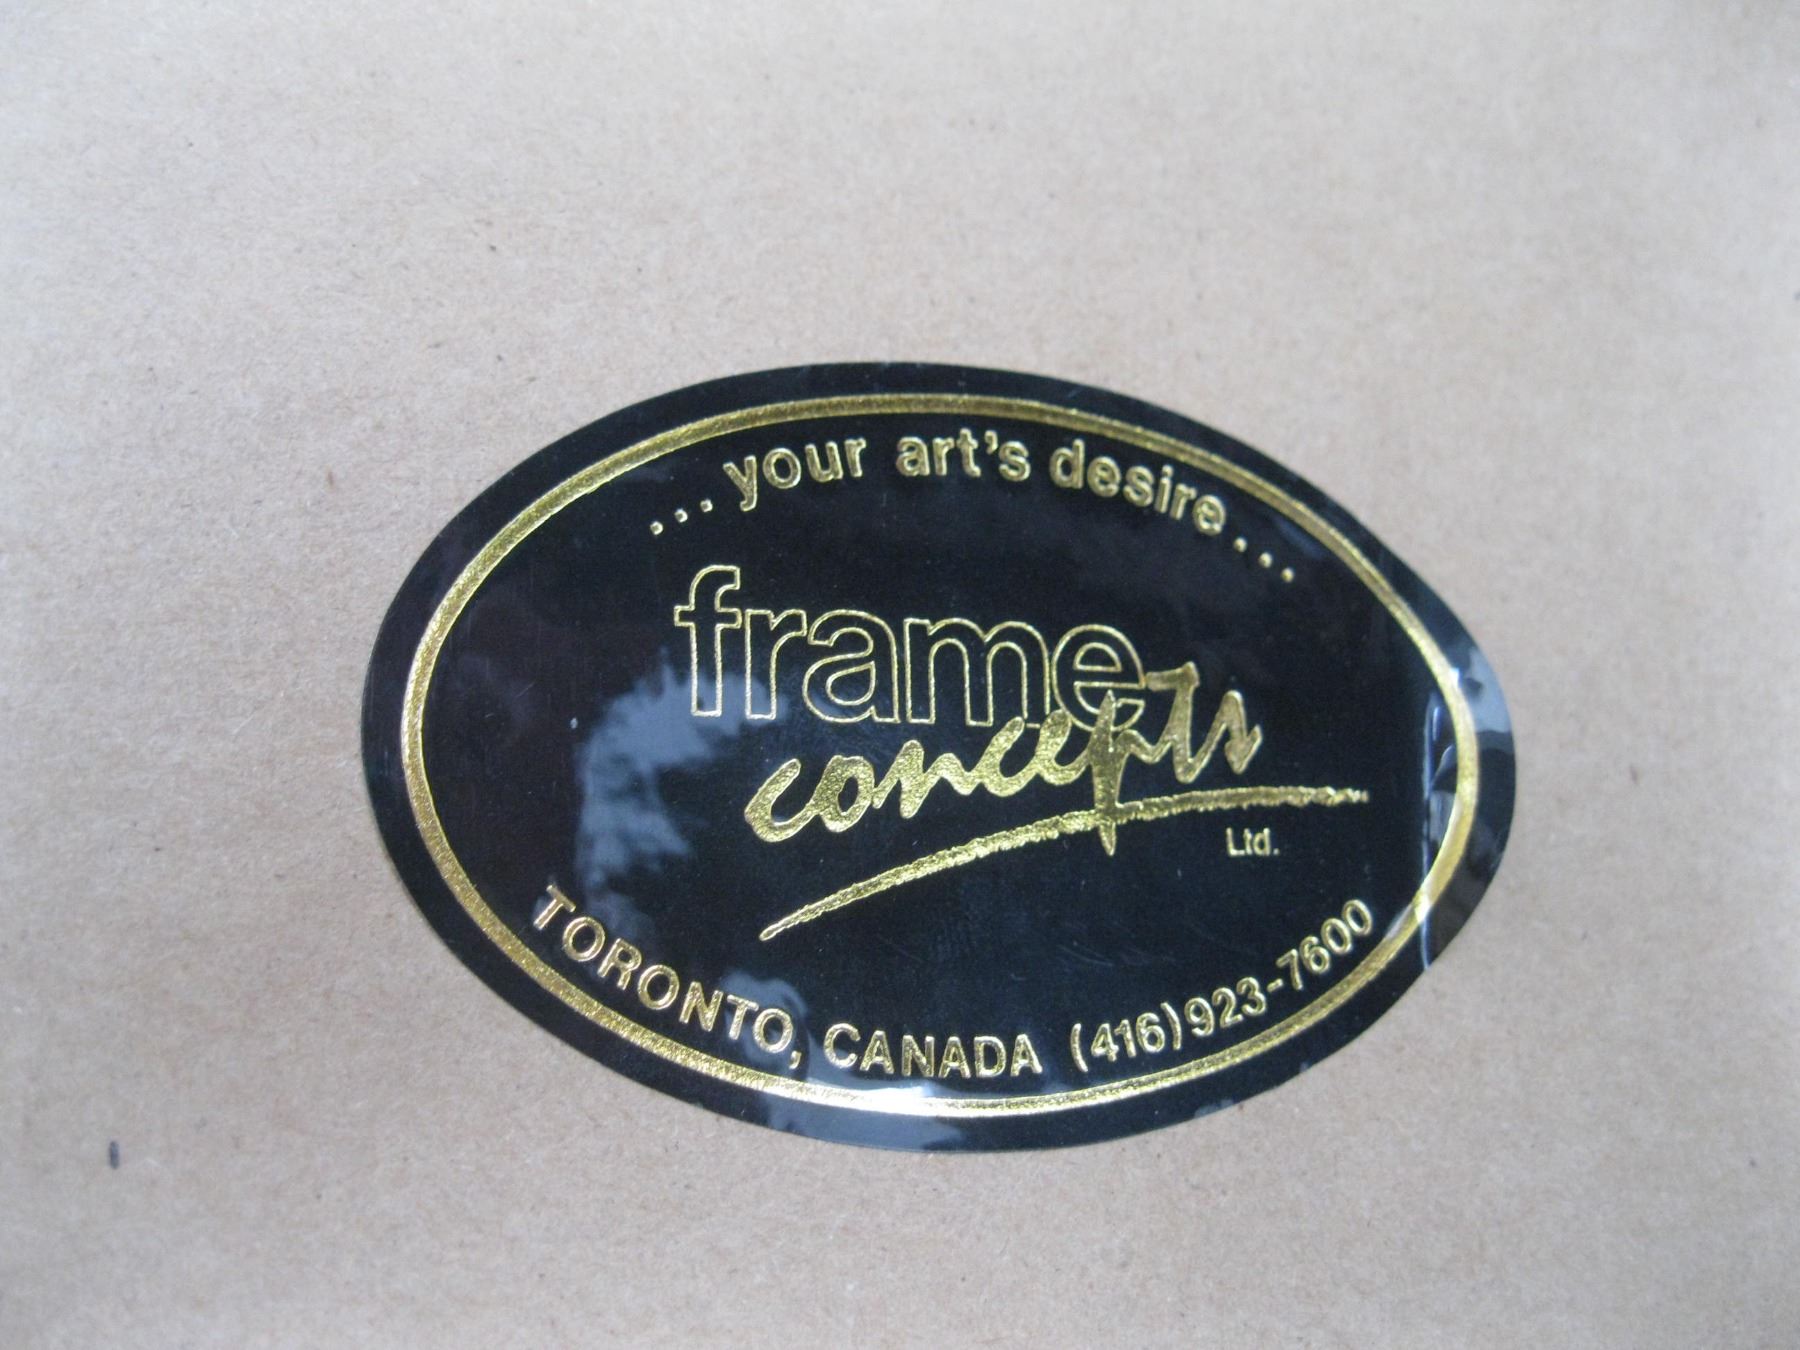 ...your art's desire...
frame
concepts
Ltd.
TORONTO, CANADA (416)923-7600